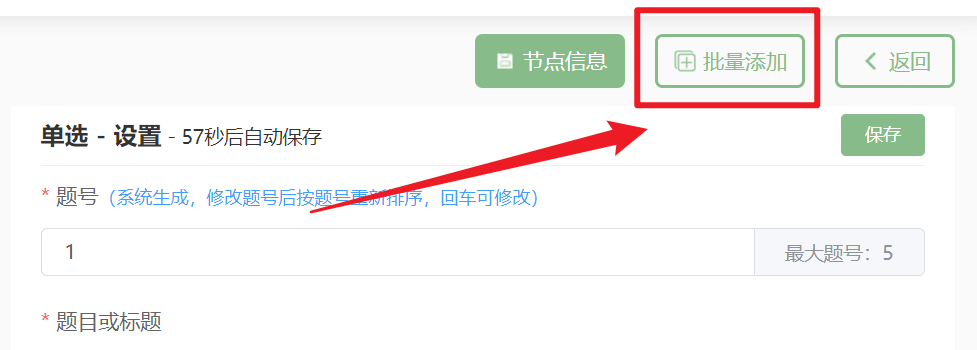 节点信息 批量添加 返回
单选 - 设置 - 57秒后自动保存 保存
* 题号（系统生成，修改题号后按题号重新排序，回车可修改）
1 最大题号：5
* 题目或标题